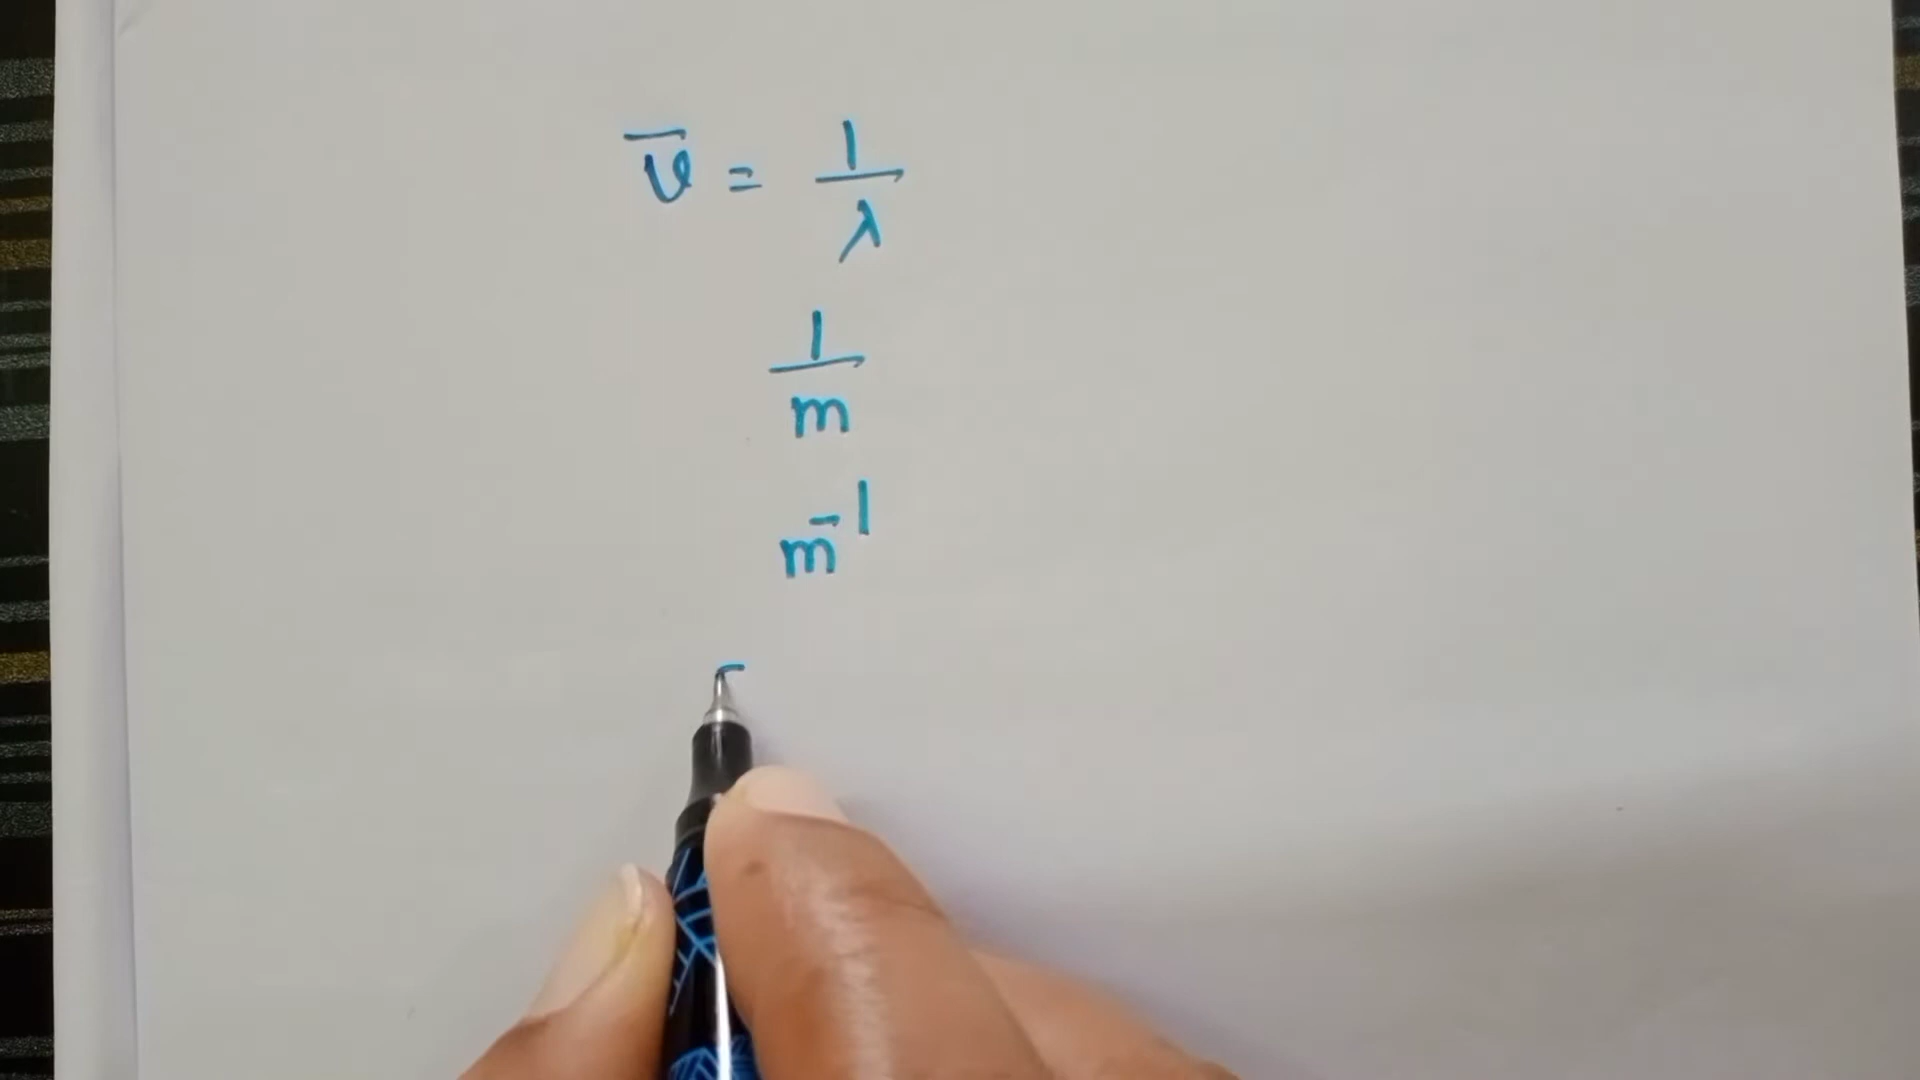 ν̅ = 1/λ
1/m
m⁻¹